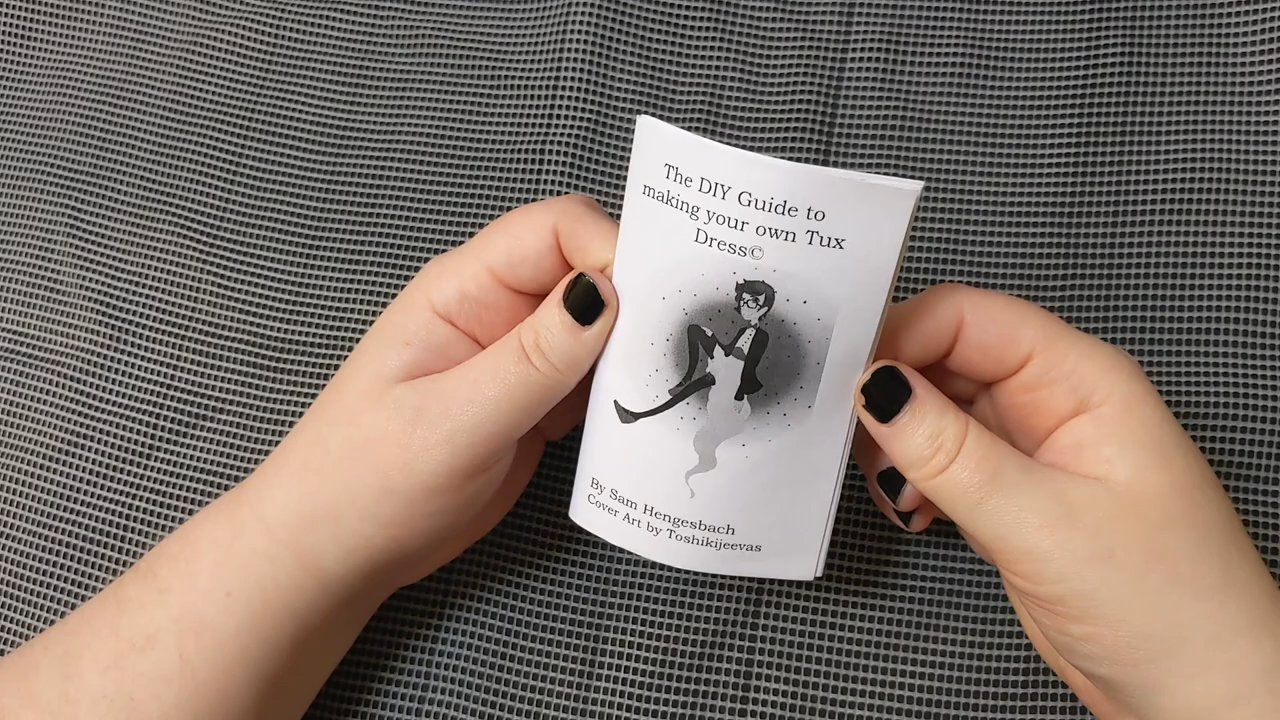 The DIY Guide to
making your own Tux
Dress©
By Sam Hengesbach
Cover Art by Toshikijeevas